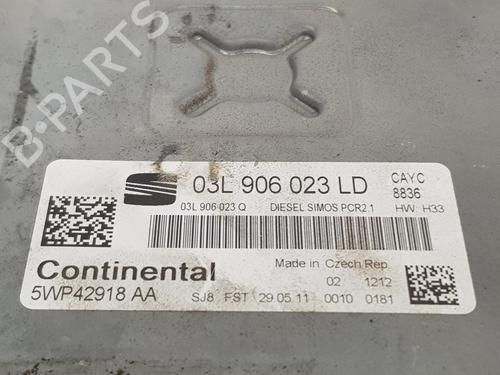 B-PARTS
03L 906 023 LD
CAYC
8836
03L 906 023 Q DIESEL SIMOS PCR2.1 HW: H33
Continental
Made in Czech Rep
02 1212
5WP42918 AA SJ8 FST 29.05.11 0010 0181